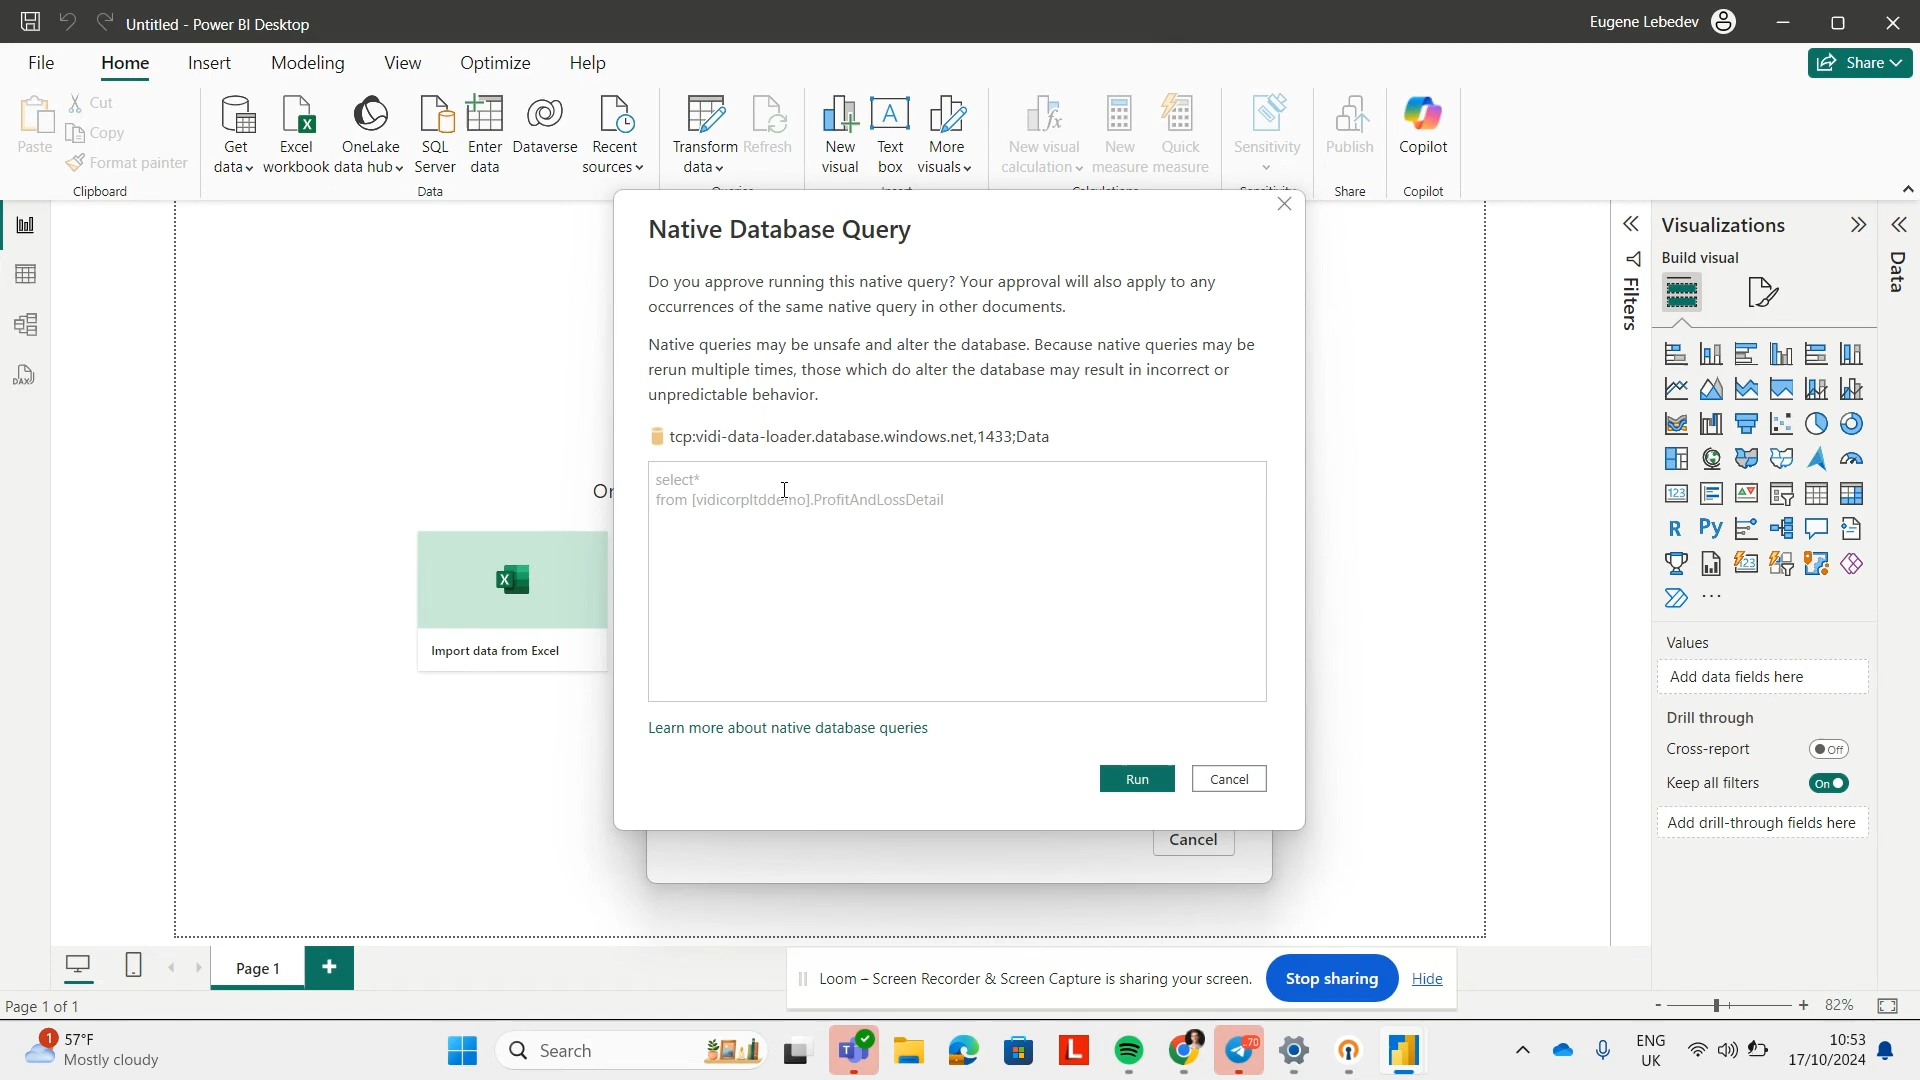 Untitled - Power BI Desktop
Eugene Lebedev
File
Home
Insert
Modeling
View
Optimize
Help
Share
Paste
Cut
Copy
Format painter
Clipboard
Get
data
Excel
workbook
OneLake
data hub
SQL
Server
Enter
data
Dataverse
Recent
sources
Data
Transform
data
Refresh
New
visual
A
Text
box
More
visuals
New visual
calculation
New
measure
Quick
measure
Sensitivity
Publish
Share
Copilot
Copilot
Native Database Query
Do you approve running this native query? Your approval will also apply to any
occurrences of the same native query in other documents.
Native queries may be unsafe and alter the database. Because native queries may be
rerun multiple times, those which do alter the database may result in incorrect or
unpredictable behavior.
tcp:vidi-data-loader.database.windows.net,1433;Data
select*
from [vidicorpltddemo].ProfitAndLossDetail
Learn more about native database queries
Run
Cancel
Cancel
Or
X
Import data from Excel
DAX
Filters
Visualizations
Build visual
Data
123
R
Py
123
Values
Add data fields here
Drill through
Cross-report
Off
Keep all filters
On
Add drill-through fields here
Page 1
Loom – Screen Recorder & Screen Capture is sharing your screen.
Stop sharing
Hide
Page 1 of 1
82%
1
57°F
Mostly cloudy
Search
L
70
ENG
UK
10:53
17/10/2024